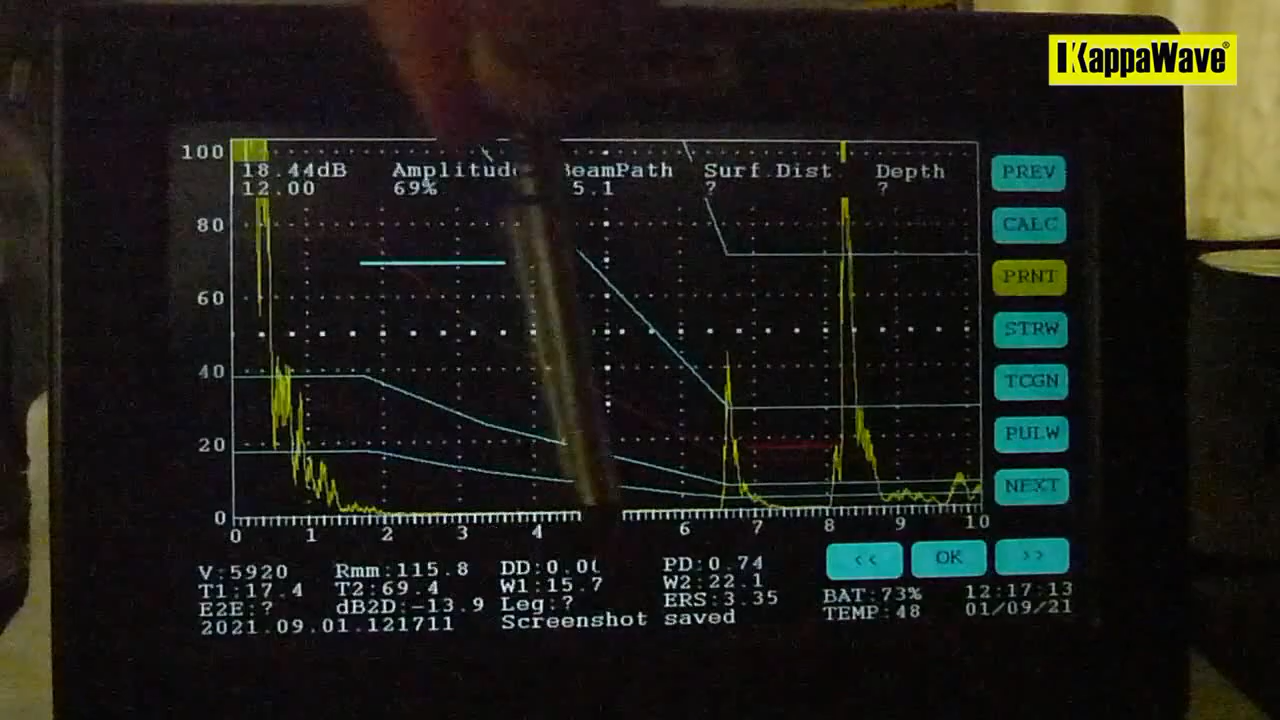 KappaWave®
100 18.44dB Amplitud BeamPath Surf.Dist. Depth PREV
12.00 69% 5.1 ? ?
80 CALC
60 PRNT
STRW
40 TCGN
20 PULW
NEXT
0
0 1 2 3 4 6 7 8 9 10
<< OK >>
V:5920 Rmm:115.8 DD:0.0 PD:0.74
T1:17.4 T2:69.4 W1:15.7 W2:22.1 BAT:73% 12:17:13
E2E:? dB2D:-13.9 Leg:? ERS:3.35 TEMP:48 01/09/21
2021.09.01.121711 Screenshot saved